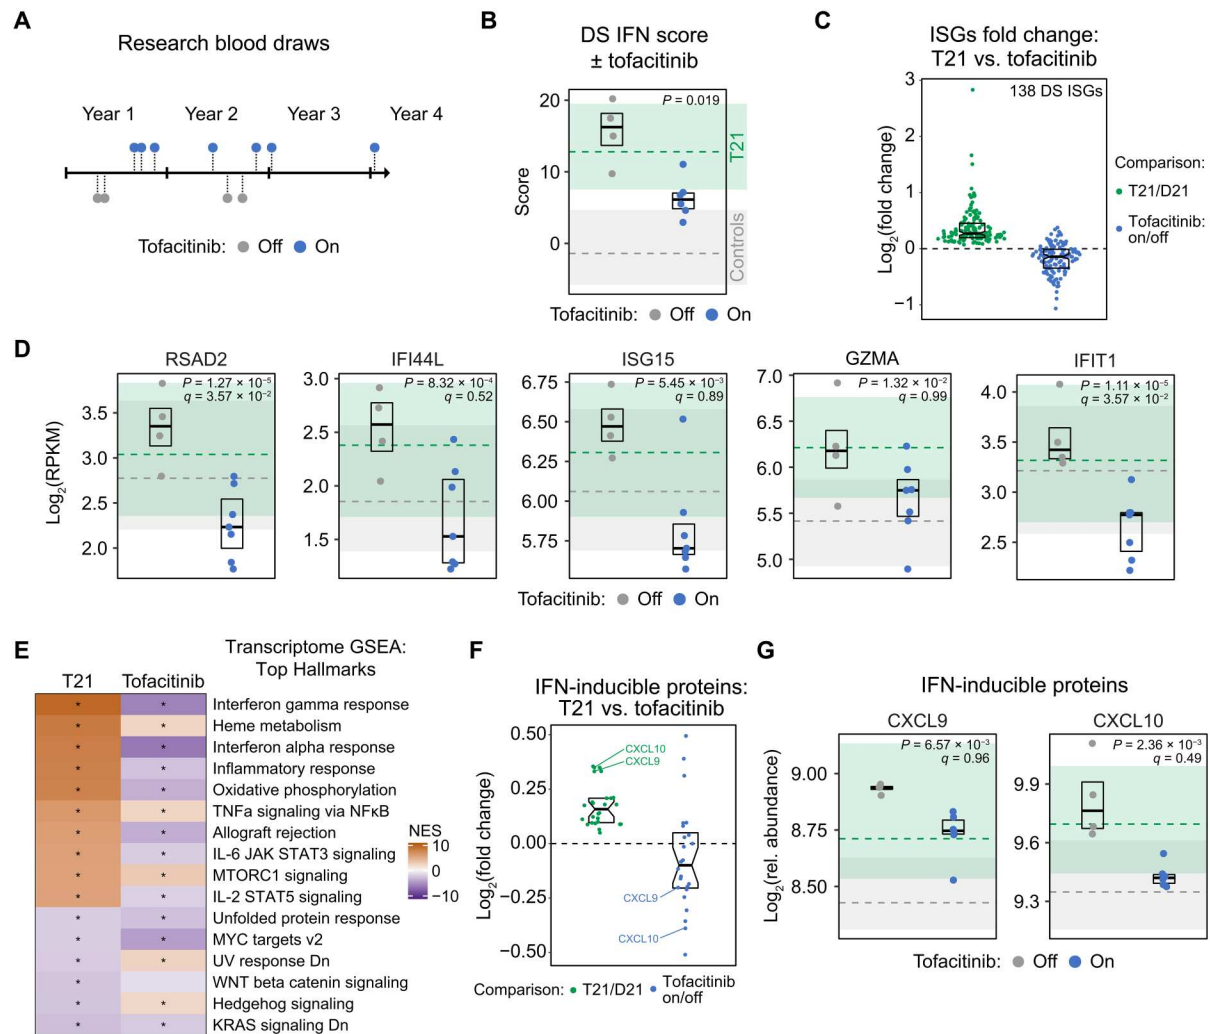 A
Research blood draws
Year 1
Year 2
Year 3
Year 4
Tofacitinib: Off On
B
DS IFN score
± tofacitinib
P = 0.019
Score
20
10
0
T21
Controls
Tofacitinib: Off On
C
ISGs fold change:
T21 vs. tofacitinib
138 DS ISGs
Log2(fold change)
3
2
1
0
−1
Comparison:
T21/D21
Tofacitinib:
on/off
D
Log2(RPKM)
RSAD2
P = 1.27 × 10−5
q = 3.57 × 10−2
3.5
3.0
2.5
2.0
IFI44L
P = 8.32 × 10−4
q = 0.52
3.0
2.5
2.0
1.5
ISG15
P = 5.45 × 10−3
q = 0.89
6.75
6.50
6.25
6.00
5.75
GZMA
P = 1.32 × 10−2
q = 0.99
7.0
6.5
6.0
5.5
5.0
IFIT1
P = 1.11 × 10−5
q = 3.57 × 10−2
4.0
3.5
3.0
2.5
Tofacitinib: Off On
E
Transcriptome GSEA:
Top Hallmarks
T21 Tofacitinib
* * Interferon gamma response
* * Heme metabolism
* * Interferon alpha response
* * Inflammatory response
* * Oxidative phosphorylation
* * TNFa signaling via NFκB
* * Allograft rejection
* * IL-6 JAK STAT3 signaling
* * MTORC1 signaling
* * IL-2 STAT5 signaling
* * Unfolded protein response
* * MYC targets v2
* * UV response Dn
* WNT beta catenin signaling
* * Hedgehog signaling
* * KRAS signaling Dn
NES
10
0
−10
F
IFN-inducible proteins:
T21 vs. tofacitinib
Log2(fold change)
0.50
0.25
0.00
−0.25
−0.50
CXCL10
CXCL9
CXCL9
CXCL10
Comparison: T21/D21 Tofacitinib
on/off
G
IFN-inducible proteins
Log2(rel. abundance)
CXCL9
P = 6.57 × 10−3
q = 0.96
9.00
8.75
8.50
CXCL10
P = 2.36 × 10−3
q = 0.49
9.9
9.6
9.3
Tofacitinib: Off On